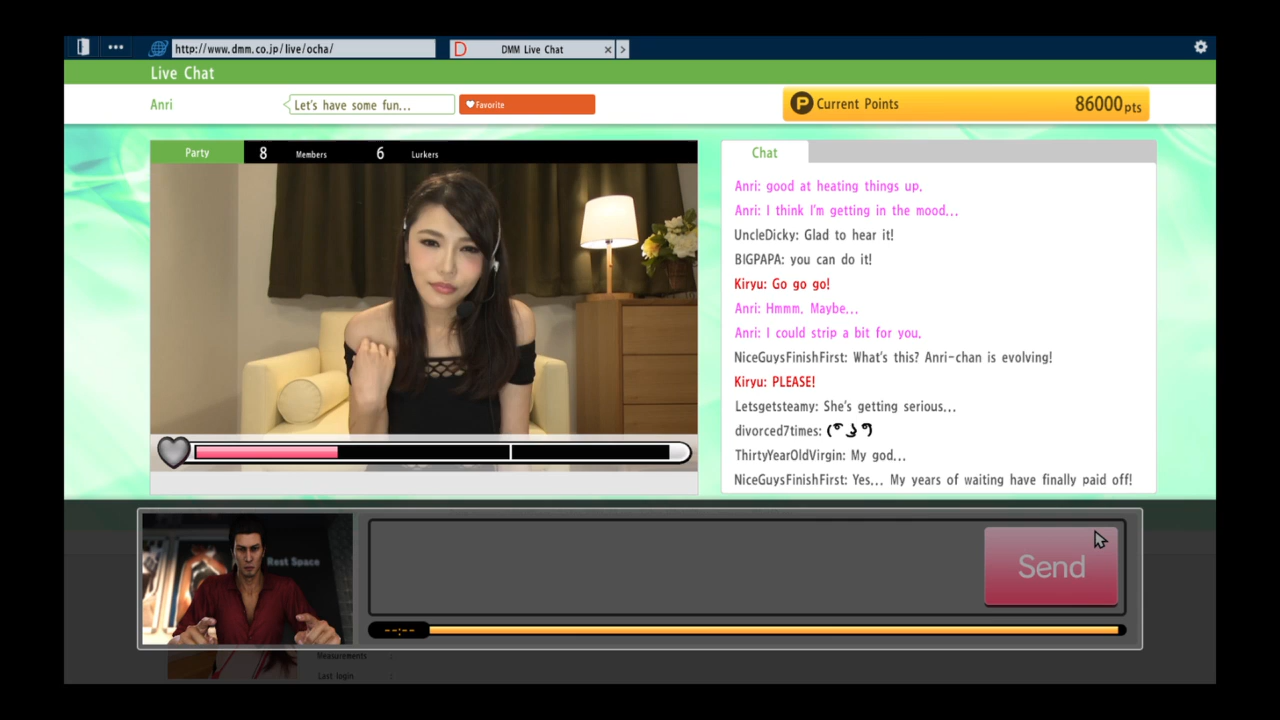 http://www.dmm.co.jp/live/ocha/
D
DMM Live Chat
Live Chat
Anri
Let's have some fun...
Favorite
P Current Points
86000pts
Party
8 Members
6 Lurkers
Chat
Anri: good at heating things up.
Anri: I think I'm getting in the mood...
UncleDicky: Glad to hear it!
BIGPAPA: you can do it!
Kiryu: Go go go!
Anri: Hmmm. Maybe...
Anri: I could strip a bit for you.
NiceGuysFinishFirst: What's this? Anri-chan is evolving!
Kiryu: PLEASE!
Letsgetsteamy: She's getting serious...
divorced7times: ( ͡° ͜ʖ ͡°)
ThirtyYearOldVirgin: My god...
NiceGuysFinishFirst: Yes... My years of waiting have finally paid off!
Rest Space
Send
--:--
Measurements :
Last login :